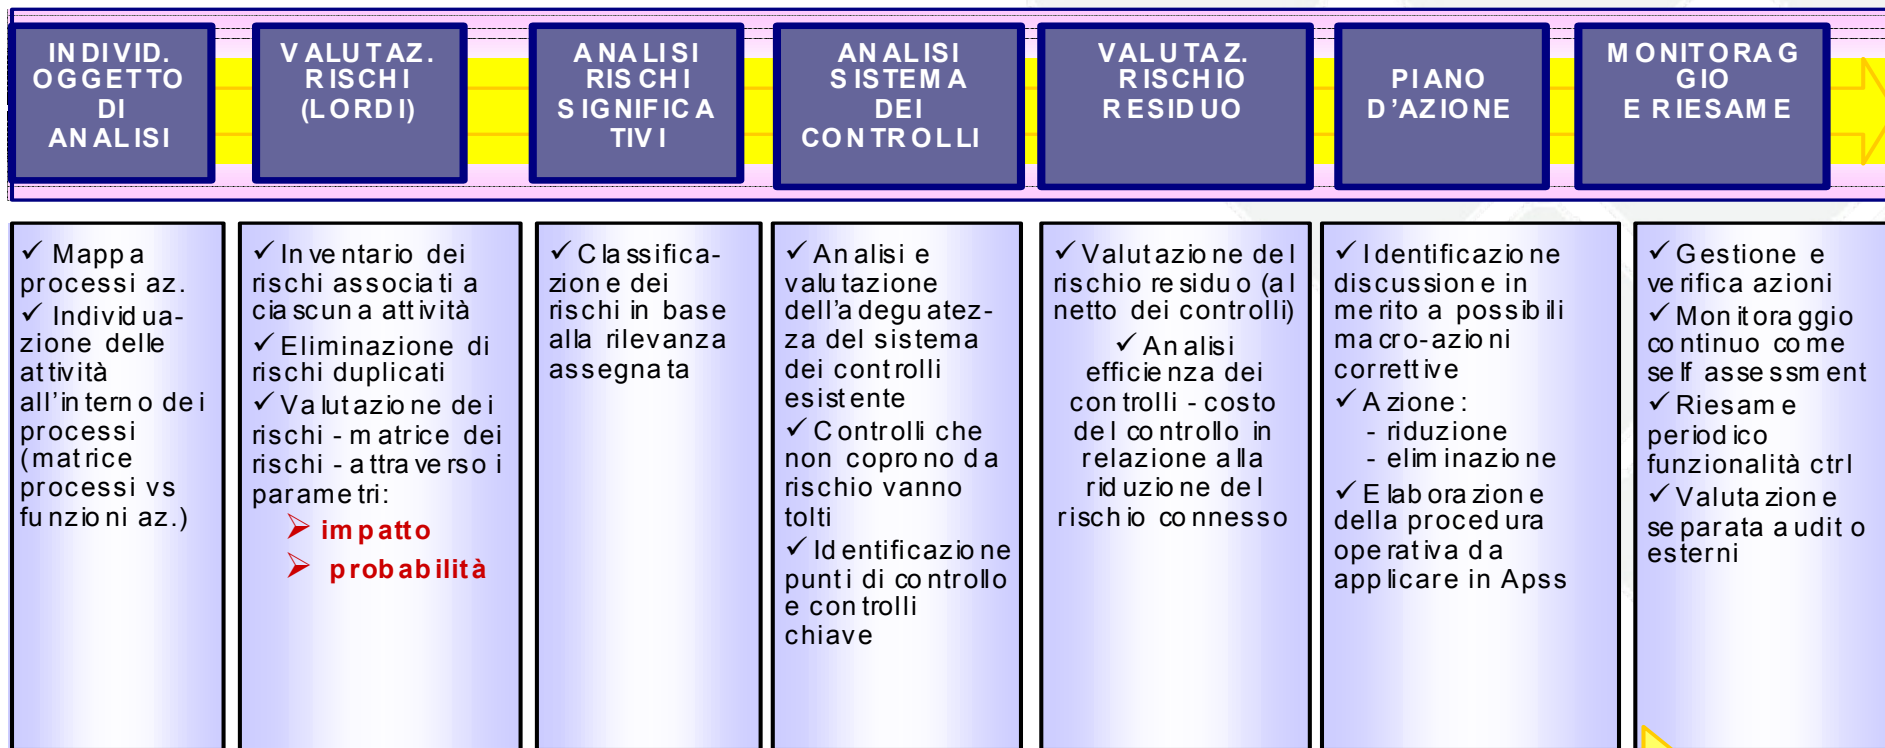 INDIVID.
OGGETTO
DI
ANALISI
VALUTAZ.
RISCHI
(LORDI)
ANALISI
RISCHI
SIGNIFICA
TIVI
ANALISI
SISTEMA
DEI
CONTROLLI
VALUTAZ.
RISCHIO
RESIDUO
PIANO
D’AZIONE
MONITORAG
GIO
E RIESAME
✓ Mappa
processi az.
✓ Individua-
zione delle
attività
all’interno dei
processi
(matrice
processi vs
funzioni az.)
✓ Inventario dei
rischi associati a
ciascuna attività
✓ Eliminazione di
rischi duplicati
✓ Valutazione dei
rischi - matrice dei
rischi - attraverso i
parametri:
➢ impatto
➢ probabilità
✓ Classifica-
zione dei
rischi in base
alla rilevanza
assegnata
✓ Analisi e
valutazione
dell’adeguatez-
za del sistema
dei controlli
esistente
✓ Controlli che
non coprono da
rischio vanno
tolti
✓ Identificazione
punti di controllo
e controlli
chiave
✓ Valutazione del
rischio residuo (al
netto dei controlli)
✓ Analisi
efficienza dei
controlli - costo
del controllo in
relazione alla
riduzione del
rischio connesso
✓ Identificazione
discussione in
merito a possibili
macro-azioni
correttive
✓ Azione:
- riduzione
- eliminazione
✓ Elaborazione
della procedura
operativa da
applicare in Apss
✓ Gestione e
verifica azioni
✓ Monitoraggio
continuo come
self assessment
✓ Riesame
periodico
funzionalità ctrl
✓ Valutazione
separata audit o
esterni